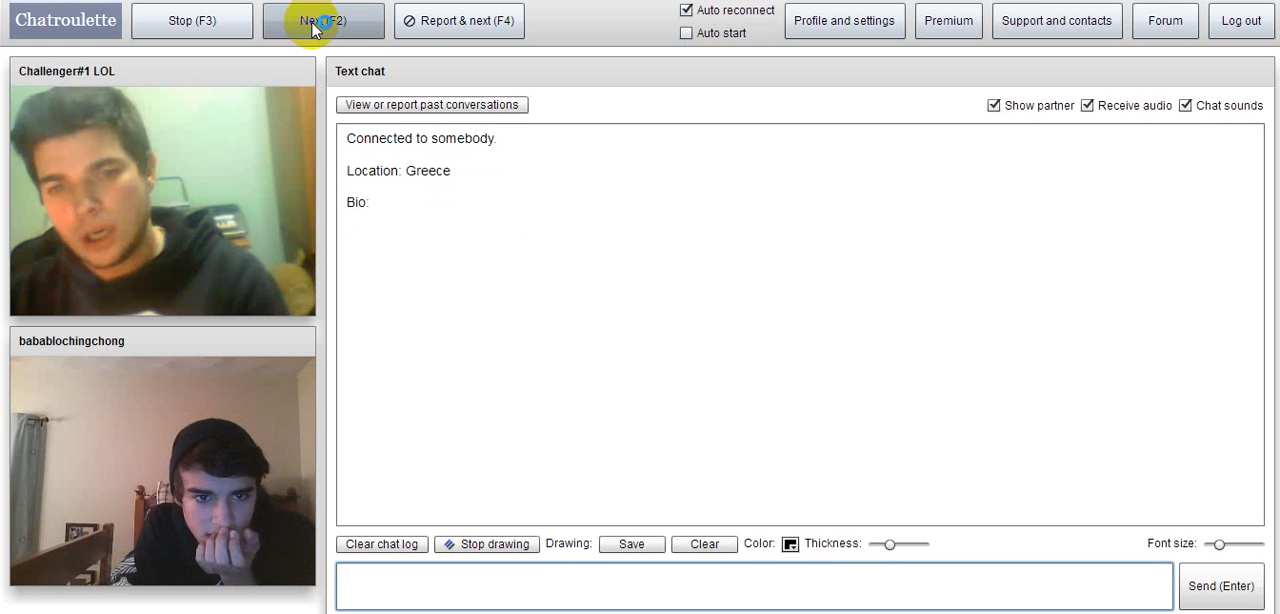 Chatroulette
Stop (F3)
Next (F2)
Report & next (F4)
Auto reconnect
Auto start
Profile and settings
Premium
Support and contacts
Forum
Log out
Challenger#1 LOL
Text chat
View or report past conversations
Show partner
Receive audio
Chat sounds
Connected to somebody.
Location: Greece
Bio:
babablochingchong
Clear chat log
Stop drawing
Drawing:
Save
Clear
Color:
Thickness:
Font size:
Send (Enter)